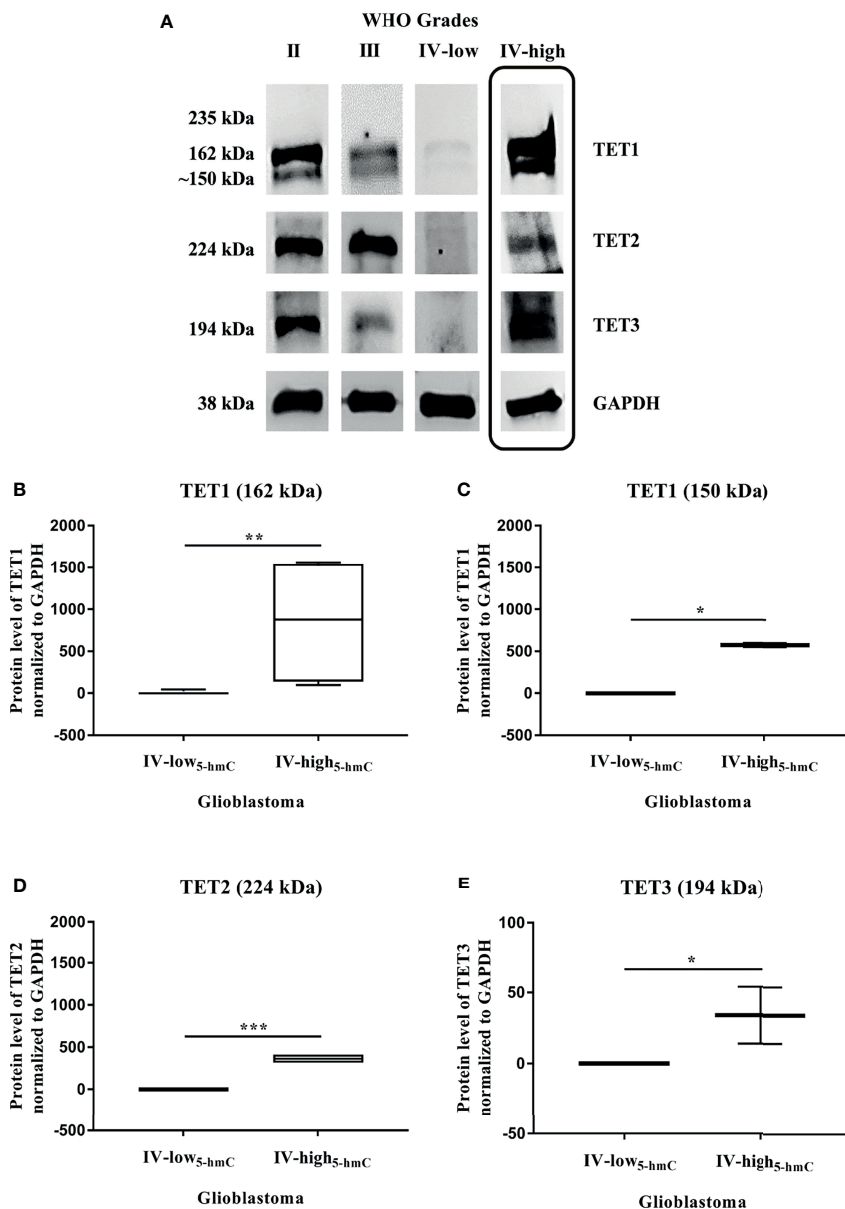 A
WHO Grades
II III IV-low IV-high
235 kDa
162 kDa
~150 kDa
TET1
224 kDa
TET2
194 kDa
TET3
38 kDa
GAPDH
B
TET1 (162 kDa)
Protein level of TET1
normalized to GAPDH
2000
1500
1000
500
0
-500
**
IV-low5-hmC IV-high5-hmC
Glioblastoma
C
TET1 (150 kDa)
Protein level of TET1
normalized to GAPDH
2000
1500
1000
500
0
-500
*
IV-low5-hmC IV-high5-hmC
Glioblastoma
D
TET2 (224 kDa)
Protein level of TET2
normalized to GAPDH
2000
1500
1000
500
0
-500
***
IV-low5-hmC IV-high5-hmC
Glioblastoma
E
TET3 (194 kDa)
Protein level of TET3
normalized to GAPDH
100
50
0
-50
*
IV-low5-hmC IV-high5-hmC
Glioblastoma